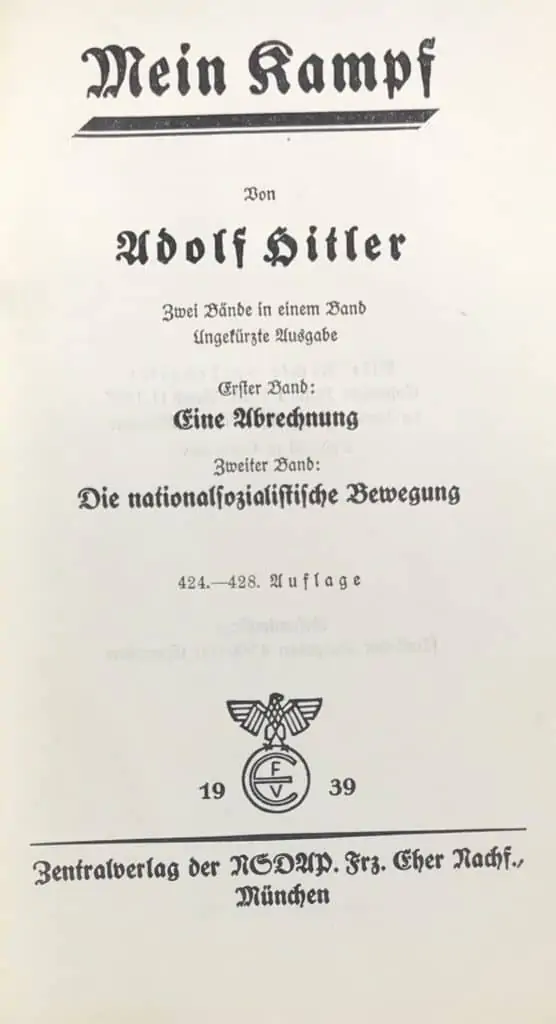 Mein Kampf
Von
Adolf Hitler
Zwei Bände in einem Band
Ungekürzte Ausgabe
Erster Band:
Eine Abrechnung
Zweiter Band:
Die nationalsozialistische Bewegung
424.—428. Auflage
F
E
V
19 39
Zentralverlag der NSDAP. Frz. Eher Nachf.,
München